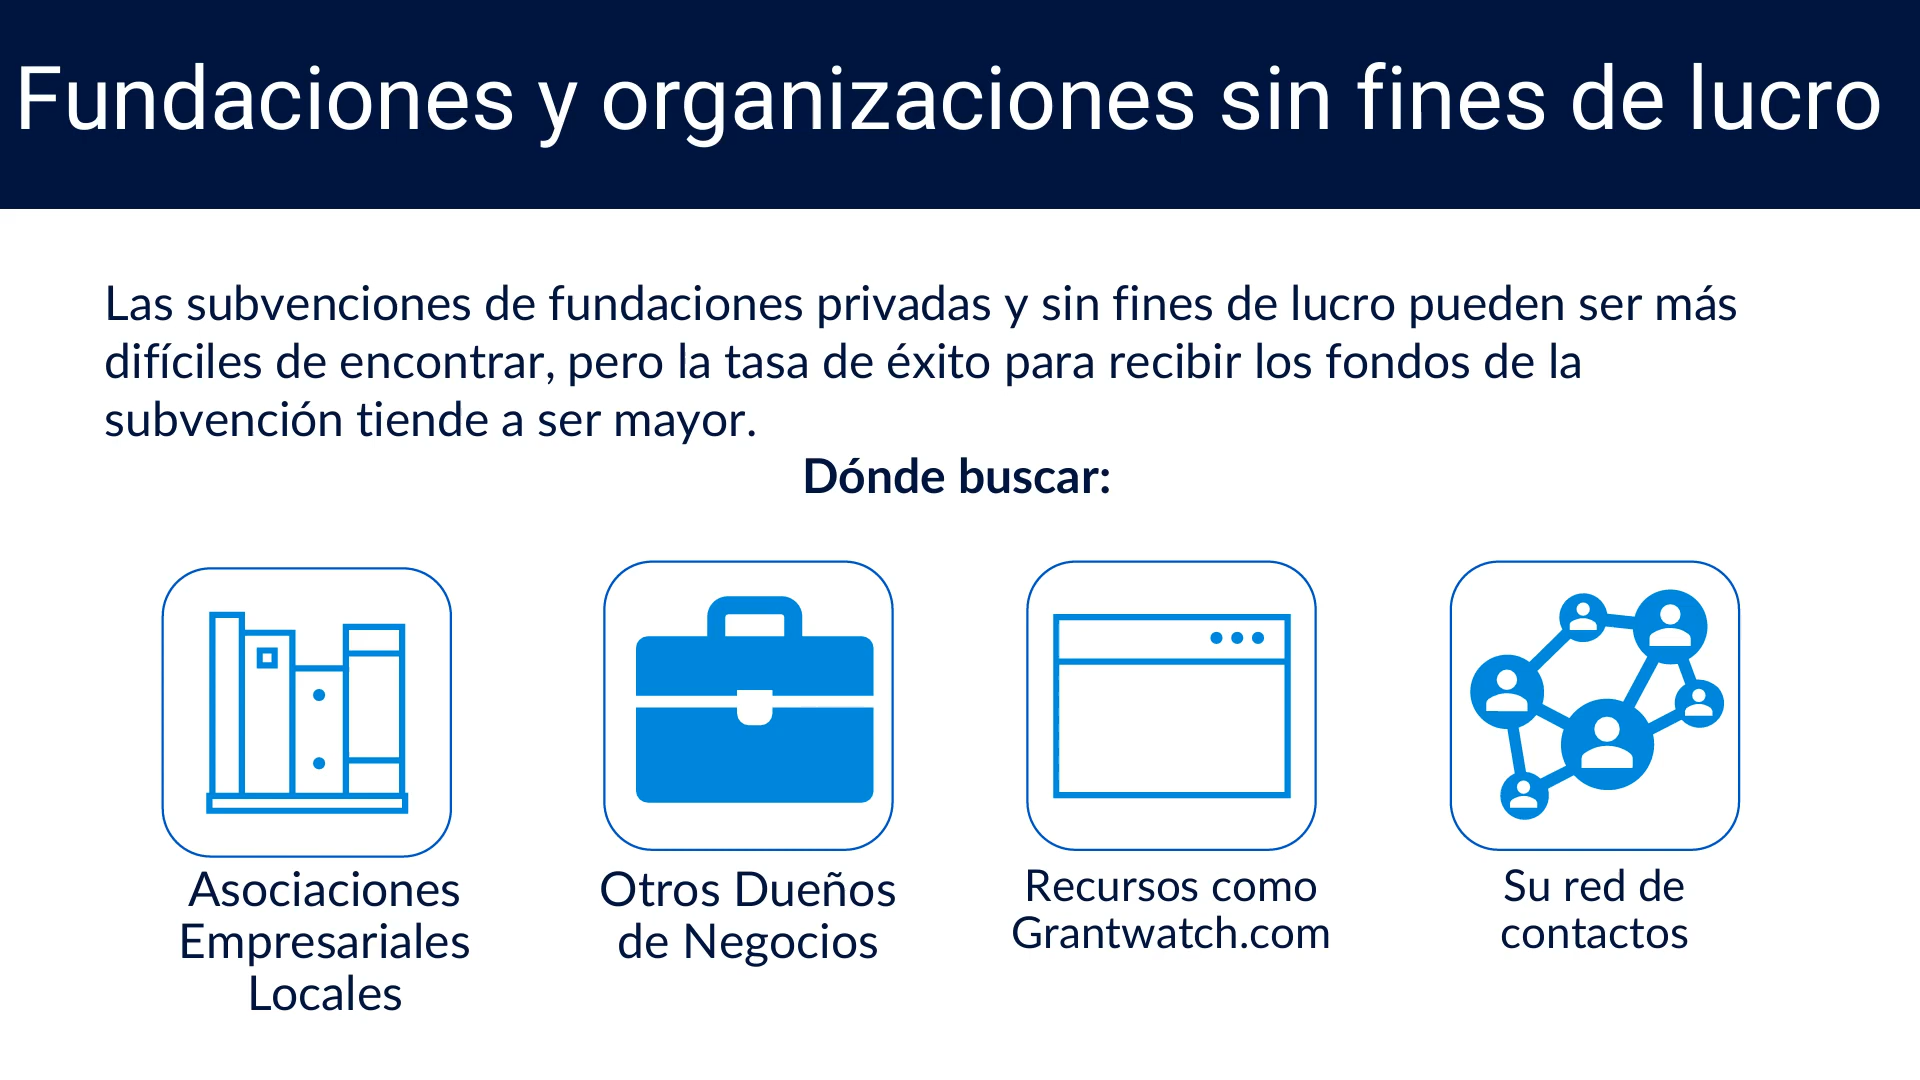 Fundaciones y organizaciones sin fines de lucro
Las subvenciones de fundaciones privadas y sin fines de lucro pueden ser más
difíciles de encontrar, pero la tasa de éxito para recibir los fondos de la
subvención tiende a ser mayor.
Dónde buscar:
Asociaciones
Empresariales
Locales
Otros Dueños
de Negocios
Recursos como
Grantwatch.com
Su red de
contactos